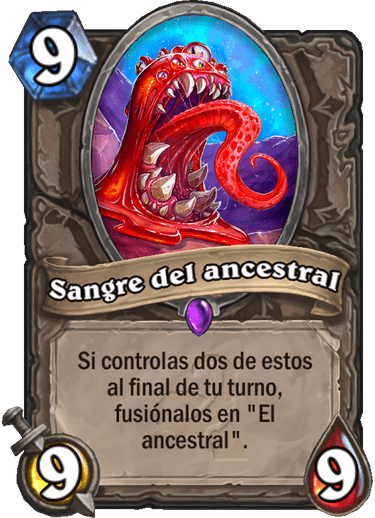 9
Sangre del ancestral
Si controlas dos de estos
al final de tu turno,
fusiónalos en "El
ancestral".
9
9